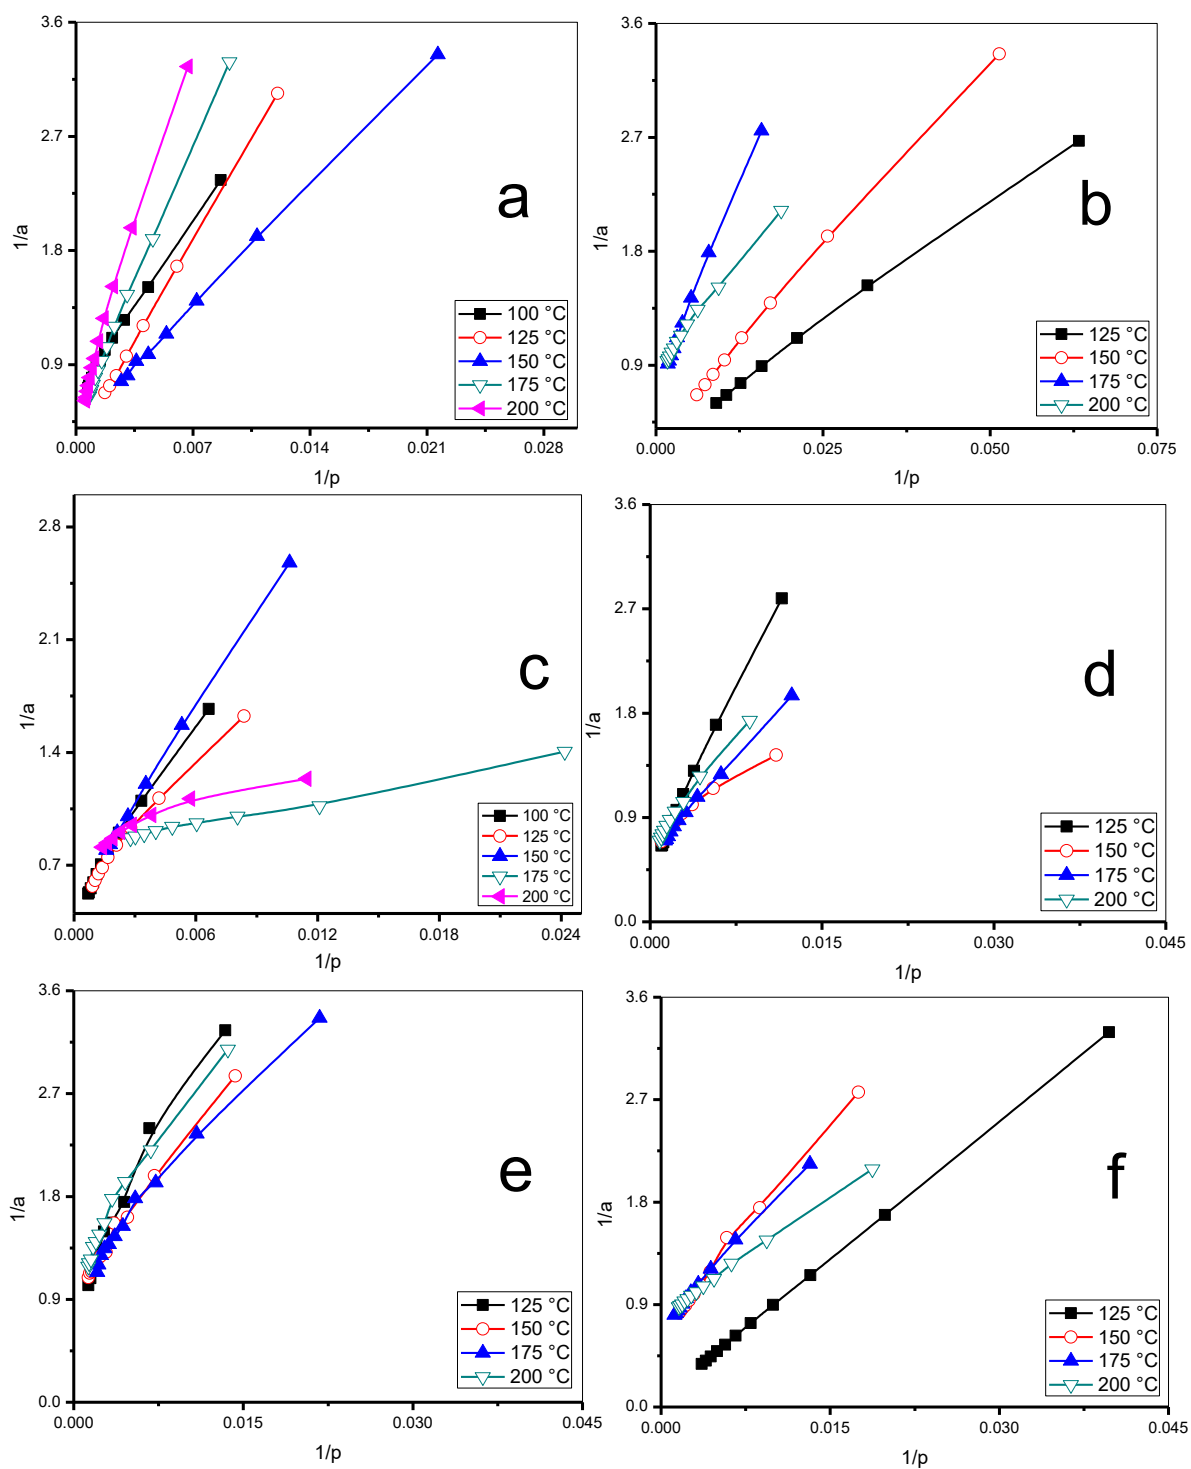 a
3.6
2.7
1.8
0.9
1/a
0.000
0.007
0.014
0.021
0.028
1/p
100 °C
125 °C
150 °C
175 °C
200 °C
b
3.6
2.7
1.8
0.9
1/a
0.000
0.025
0.050
0.075
1/p
125 °C
150 °C
175 °C
200 °C
c
2.8
2.1
1.4
0.7
1/a
0.000
0.006
0.012
0.018
0.024
1/p
100 °C
125 °C
150 °C
175 °C
200 °C
d
3.6
2.7
1.8
0.9
0.0
1/a
0.000
0.015
0.030
0.045
1/p
125 °C
150 °C
175 °C
200 °C
e
3.6
2.7
1.8
0.9
0.0
1/a
0.000
0.015
0.030
0.045
1/p
125 °C
150 °C
175 °C
200 °C
f
3.6
2.7
1.8
0.9
0.0
1/a
0.000
0.015
0.030
0.045
1/p
125 °C
150 °C
175 °C
200 °C